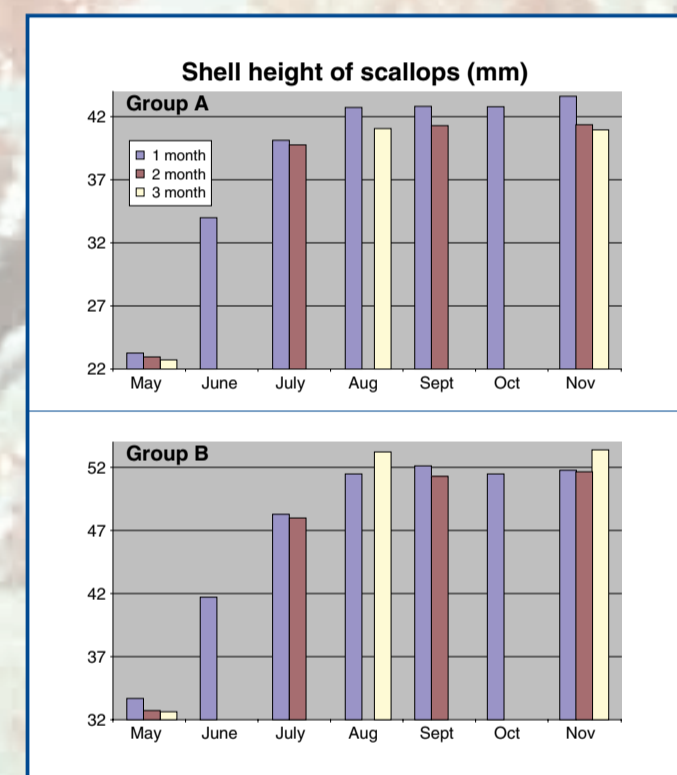 Shell height of scallops (mm)
Group A
42
1 month
2 month
3 month
37
32
27
22
May June July Aug Sept Oct Nov
Group B
52
47
42
37
32
May June July Aug Sept Oct Nov